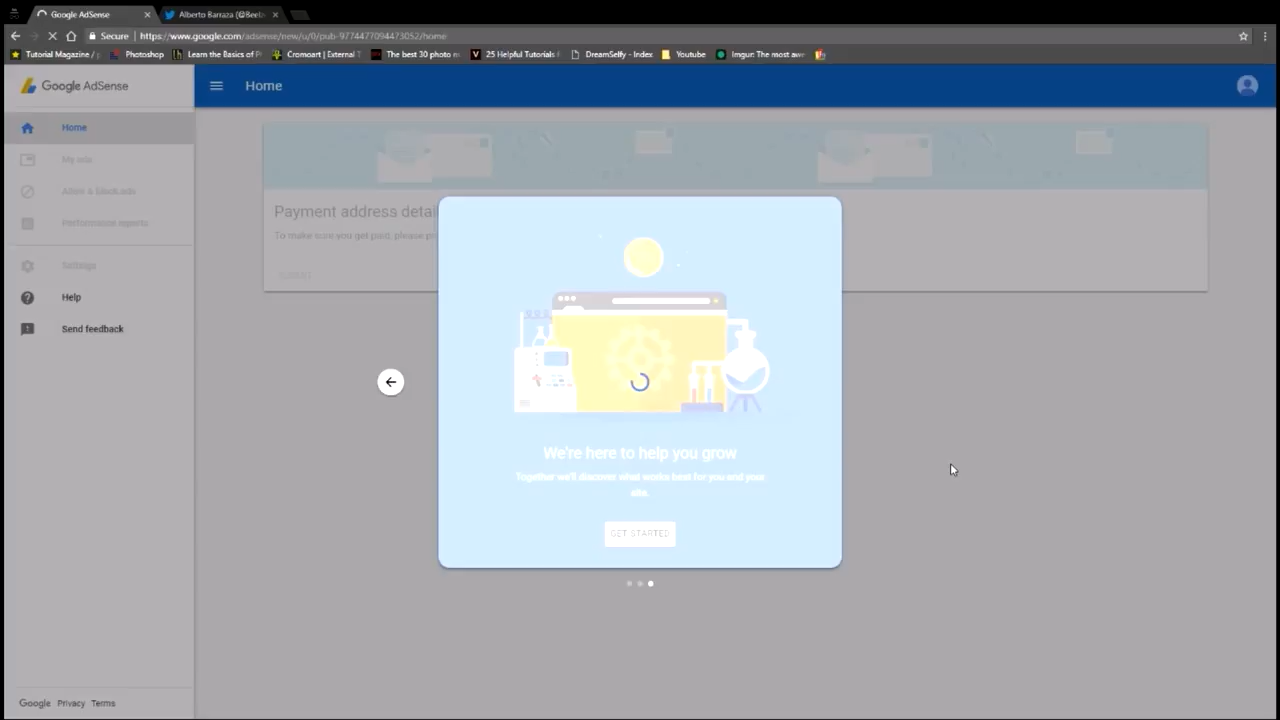 Google AdSense
Alberto Barraza (@Beetz
Secure
https://www.google.com/adsense/new/u/0/pub-9774477094473052/home
Tutorial Magazine /
Photoshop
Learn the Basics of P
Cromoart | External T
The best 30 photo n
25 Helpful Tutorials f
DreamSelfy - Index
Youtube
Imgur: The most aw
Google AdSense
Home
Home
My ads
Allow & block ads
Performance reports
Settings
Help
Send feedback
Payment address detai
To make sure you get paid, please pr
SUBMIT
We're here to help you grow
Together we'll discover what works best for you and your
site.
GET STARTED
Google Privacy Terms